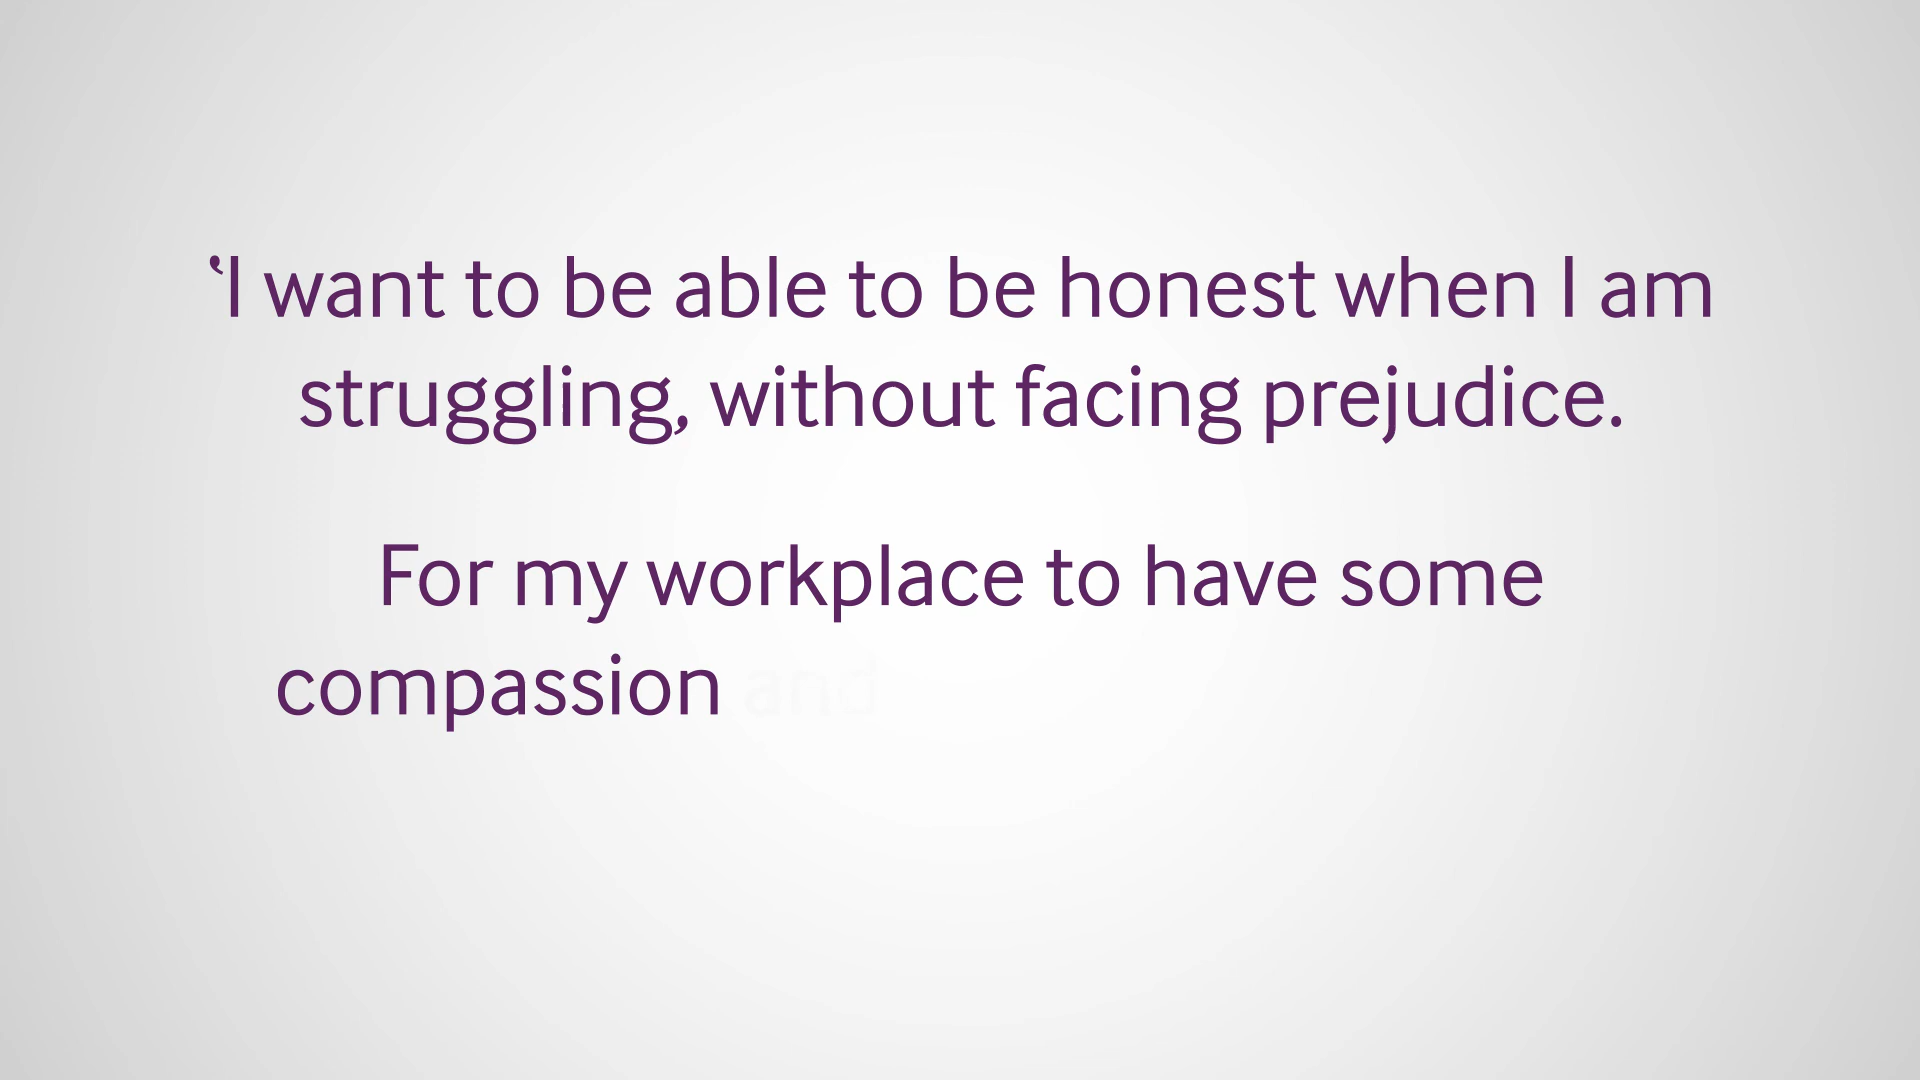 ‘I want to be able to be honest when I am
struggling, without facing prejudice.
For my workplace to have some
compassion and